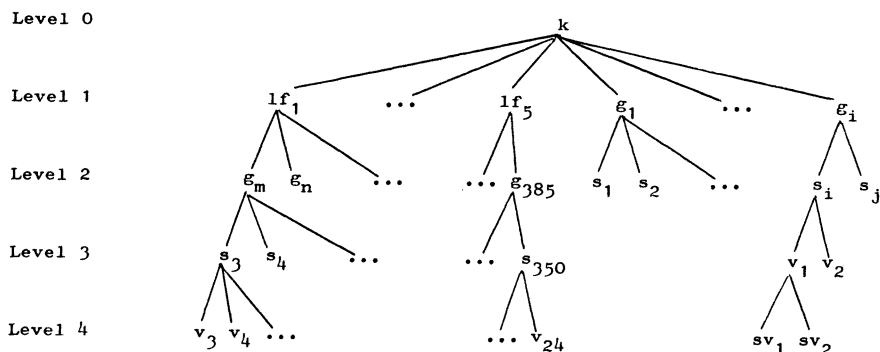 Level 0 k
Level 1 lf₁ ... lf₅ g₁ ... gᵢ
Level 2 gₘ gₙ ... ... g₃₈₅ s₁ s₂ ... sᵢ sⱼ
Level 3 s₃ s₄ ... ... s₃₅₀ v₁ v₂
Level 4 v₃ v₄ ... ... v₂₄ sv₁ sv₂